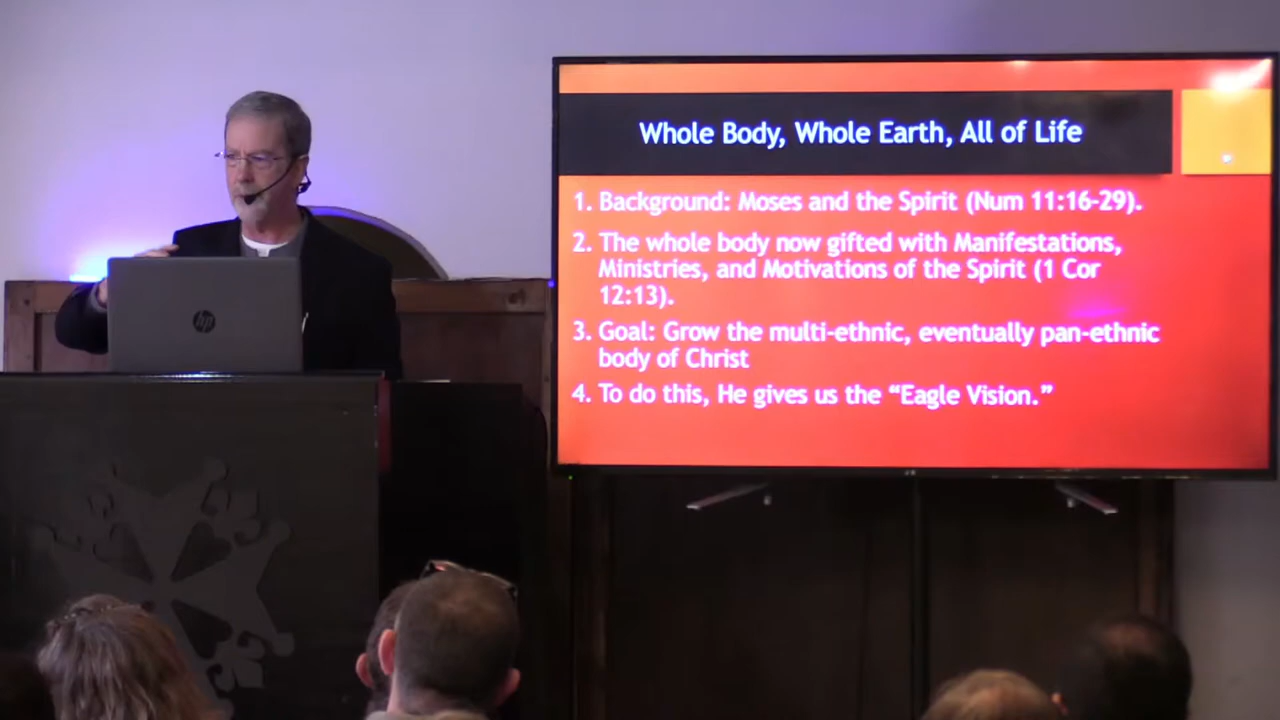 Whole Body, Whole Earth, All of Life
1. Background: Moses and the Spirit (Num 11:16-29).
2. The whole body now gifted with Manifestations,
Ministries, and Motivations of the Spirit (1 Cor
12:13).
3. Goal: Grow the multi-ethnic, eventually pan-ethnic
body of Christ
4. To do this, He gives us the “Eagle Vision.”
hp